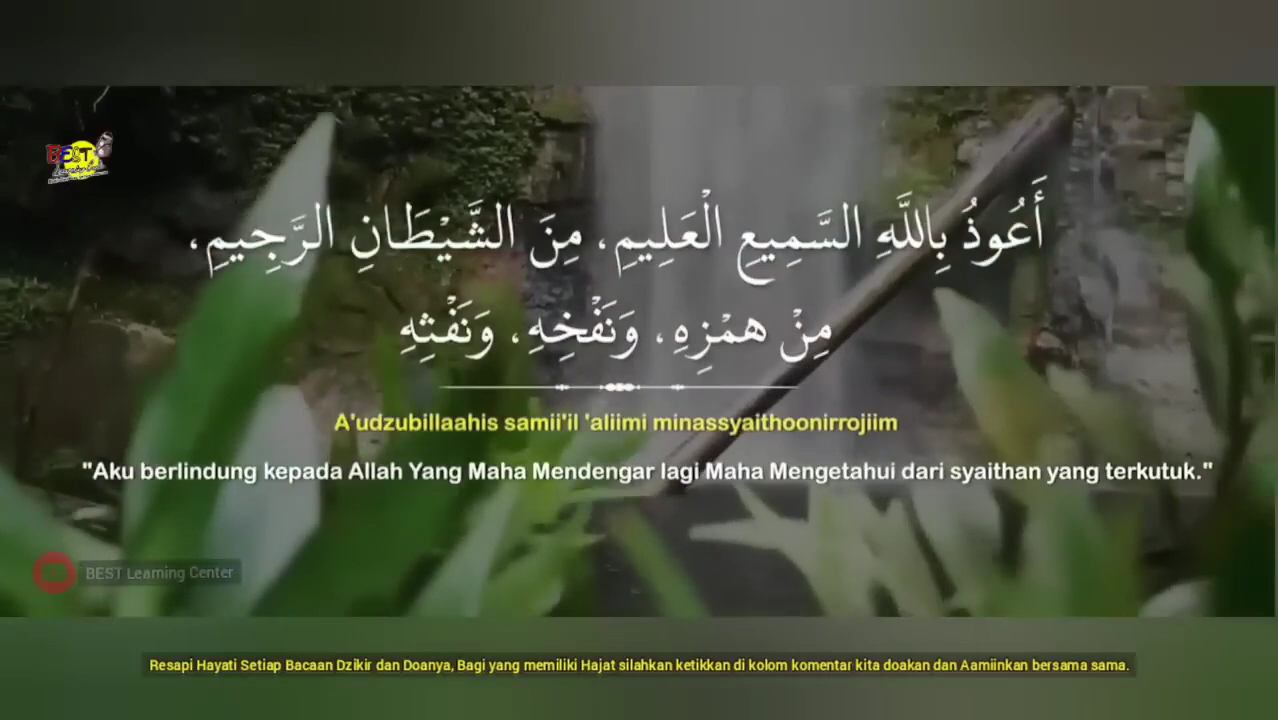 BEST
أَعُوذُ بِاللَّهِ السَّمِيعِ الْعَلِيمِ، مِنَ الشَّيْطَانِ الرَّجِيمِ،
مِنْ هَمْزِهِ، وَنَفْخِهِ، وَنَفْثِهِ
A'udzubillaahis samii'il 'aliimi minassyaithoonirrojiim
"Aku berlindung kepada Allah Yang Maha Mendengar lagi Maha Mengetahui dari syaithan yang terkutuk."
BEST Learning Center
Resapi Hayati Setiap Bacaan Dzikir dan Doanya, Bagi yang memiliki Hajat silahkan ketikkan di kolom komentar kita doakan dan Aamiinkan bersama sama.